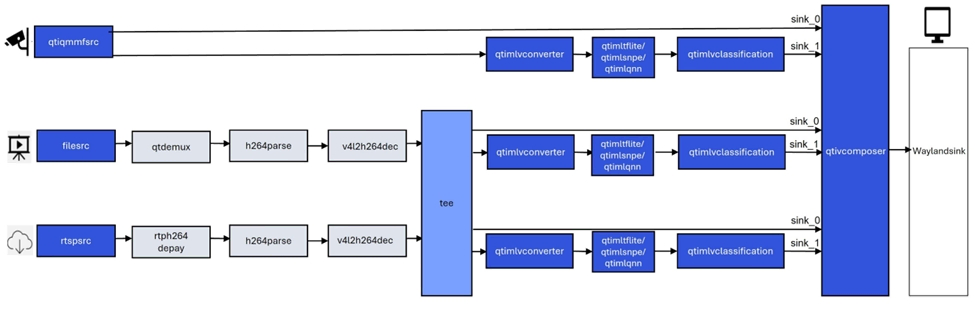 sink_0
qtiqmmfsrc
sink_1
qtimlvconverter
qtimltflite/
qtimlsnpe/
qtimlqnn
qtimlvclassification
sink_0
filesrc
qtdemux
h264parse
v4l2h264dec
sink_1
qtimlvconverter
qtimltflite/
qtimlsnpe/
qtimlqnn
qtimlvclassification
qtivcomposer
Waylandsink
tee
sink_0
rtspsrc
rtph264
depay
h264parse
v4l2h264dec
sink_1
qtimlvconverter
qtimltflite/
qtimlsnpe/
qtimlqnn
qtimlvclassification